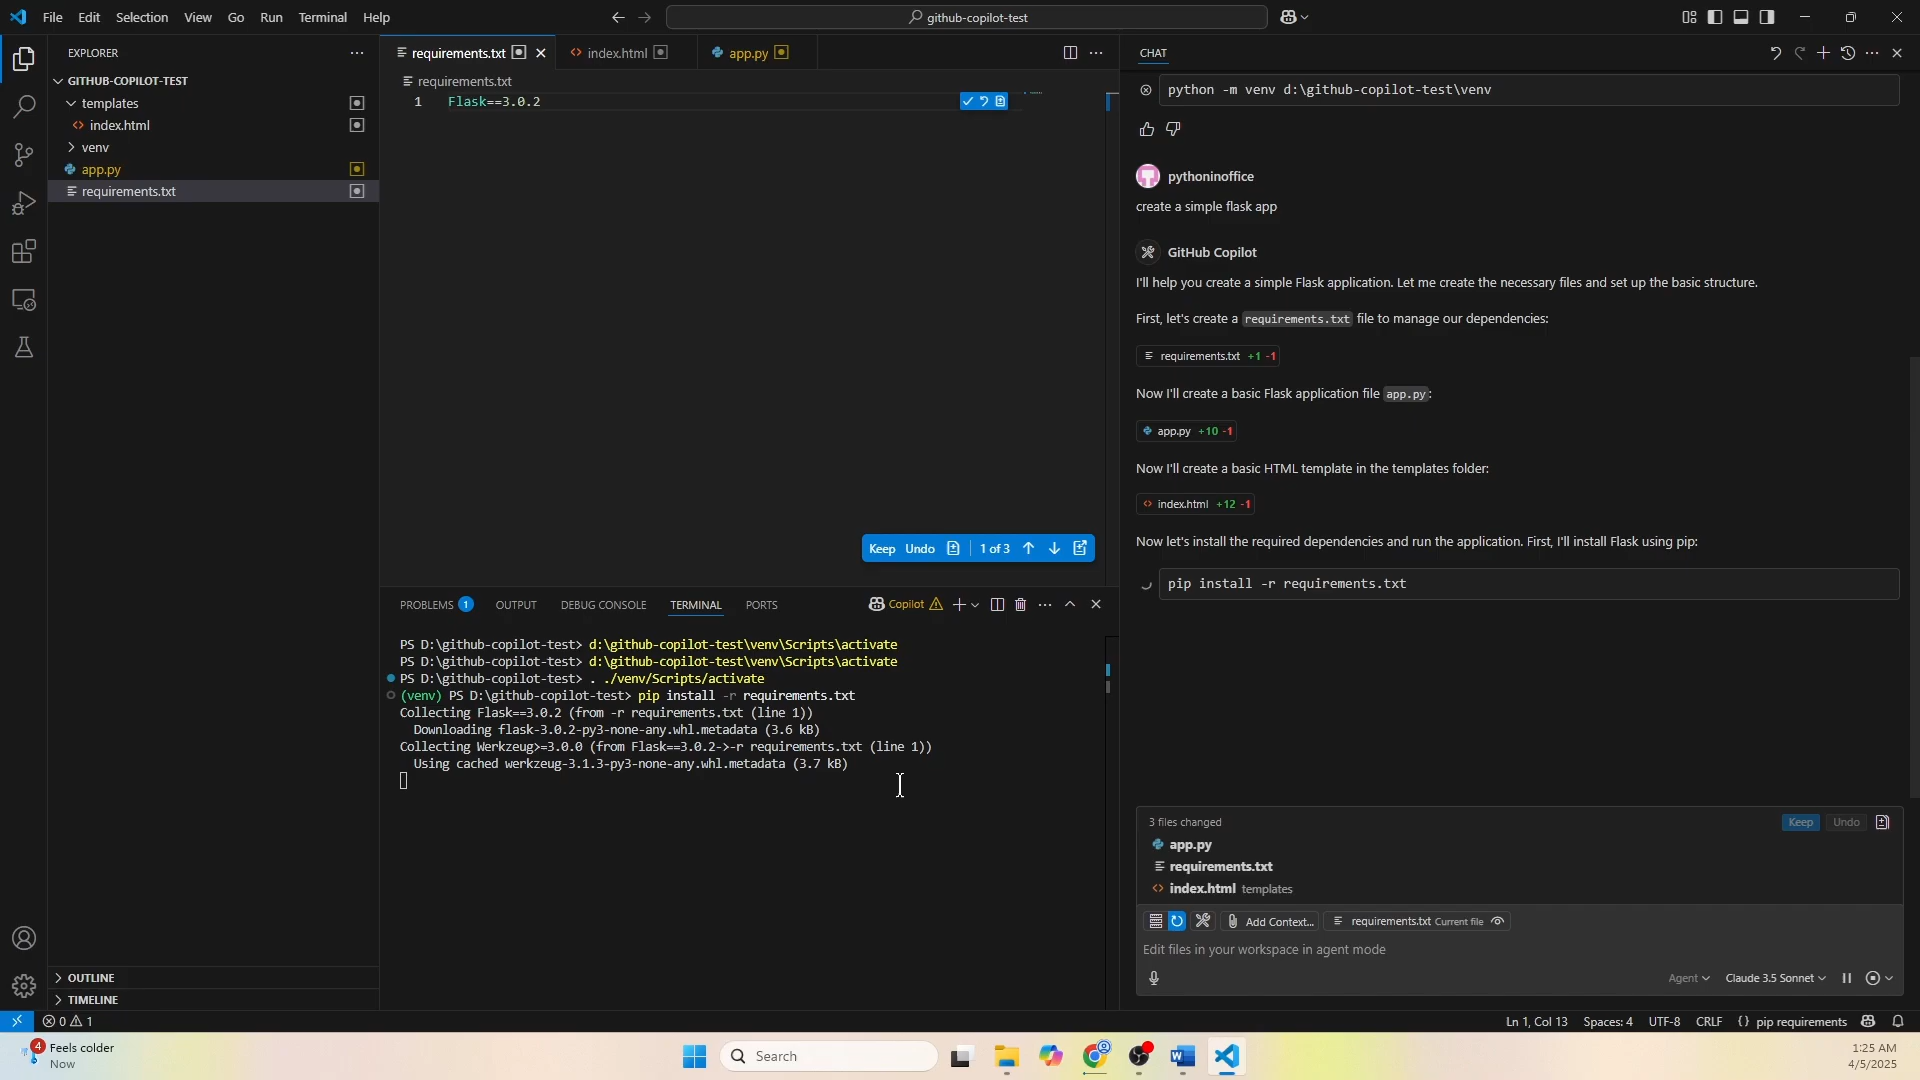 File Edit Selection View Go Run Terminal Help
github-copilot-test
EXPLORER
GITHUB-COPILOT-TEST
templates
index.html
venv
app.py
requirements.txt
OUTLINE
TIMELINE
requirements.txt
index.html
app.py
requirements.txt
1 Flask==3.0.2
Keep Undo 1 of 3
PROBLEMS 1 OUTPUT DEBUG CONSOLE TERMINAL PORTS
Copilot
PS D:\github-copilot-test> d:\github-copilot-test\venv\Scripts\activate
PS D:\github-copilot-test> d:\github-copilot-test\venv\Scripts\activate
PS D:\github-copilot-test> . ./venv/Scripts/activate
(venv) PS D:\github-copilot-test> pip install -r requirements.txt
Collecting Flask==3.0.2 (from -r requirements.txt (line 1))
Downloading flask-3.0.2-py3-none-any.whl.metadata (3.6 kB)
Collecting Werkzeug>=3.0.0 (from Flask==3.0.2->-r requirements.txt (line 1))
Using cached werkzeug-3.1.3-py3-none-any.whl.metadata (3.7 kB)
CHAT
python -m venv d:\github-copilot-test\venv
pythoninoffice
create a simple flask app
GitHub Copilot
I'll help you create a simple Flask application. Let me create the necessary files and set up the basic structure.
First, let's create a requirements.txt file to manage our dependencies:
requirements.txt +1 -1
Now I'll create a basic Flask application file app.py:
app.py +10 -1
Now I'll create a basic HTML template in the templates folder:
index.html +12 -1
Now let's install the required dependencies and run the application. First, I'll install Flask using pip:
pip install -r requirements.txt
3 files changed
Keep Undo
app.py
requirements.txt
index.html templates
Add Context... requirements.txt Current file
Edit files in your workspace in agent mode
Agent Claude 3.5 Sonnet
0 1
Ln 1, Col 13 Spaces: 4 UTF-8 CRLF {} pip requirements
4
Feels colder
Now
Search
1:25 AM
4/5/2025